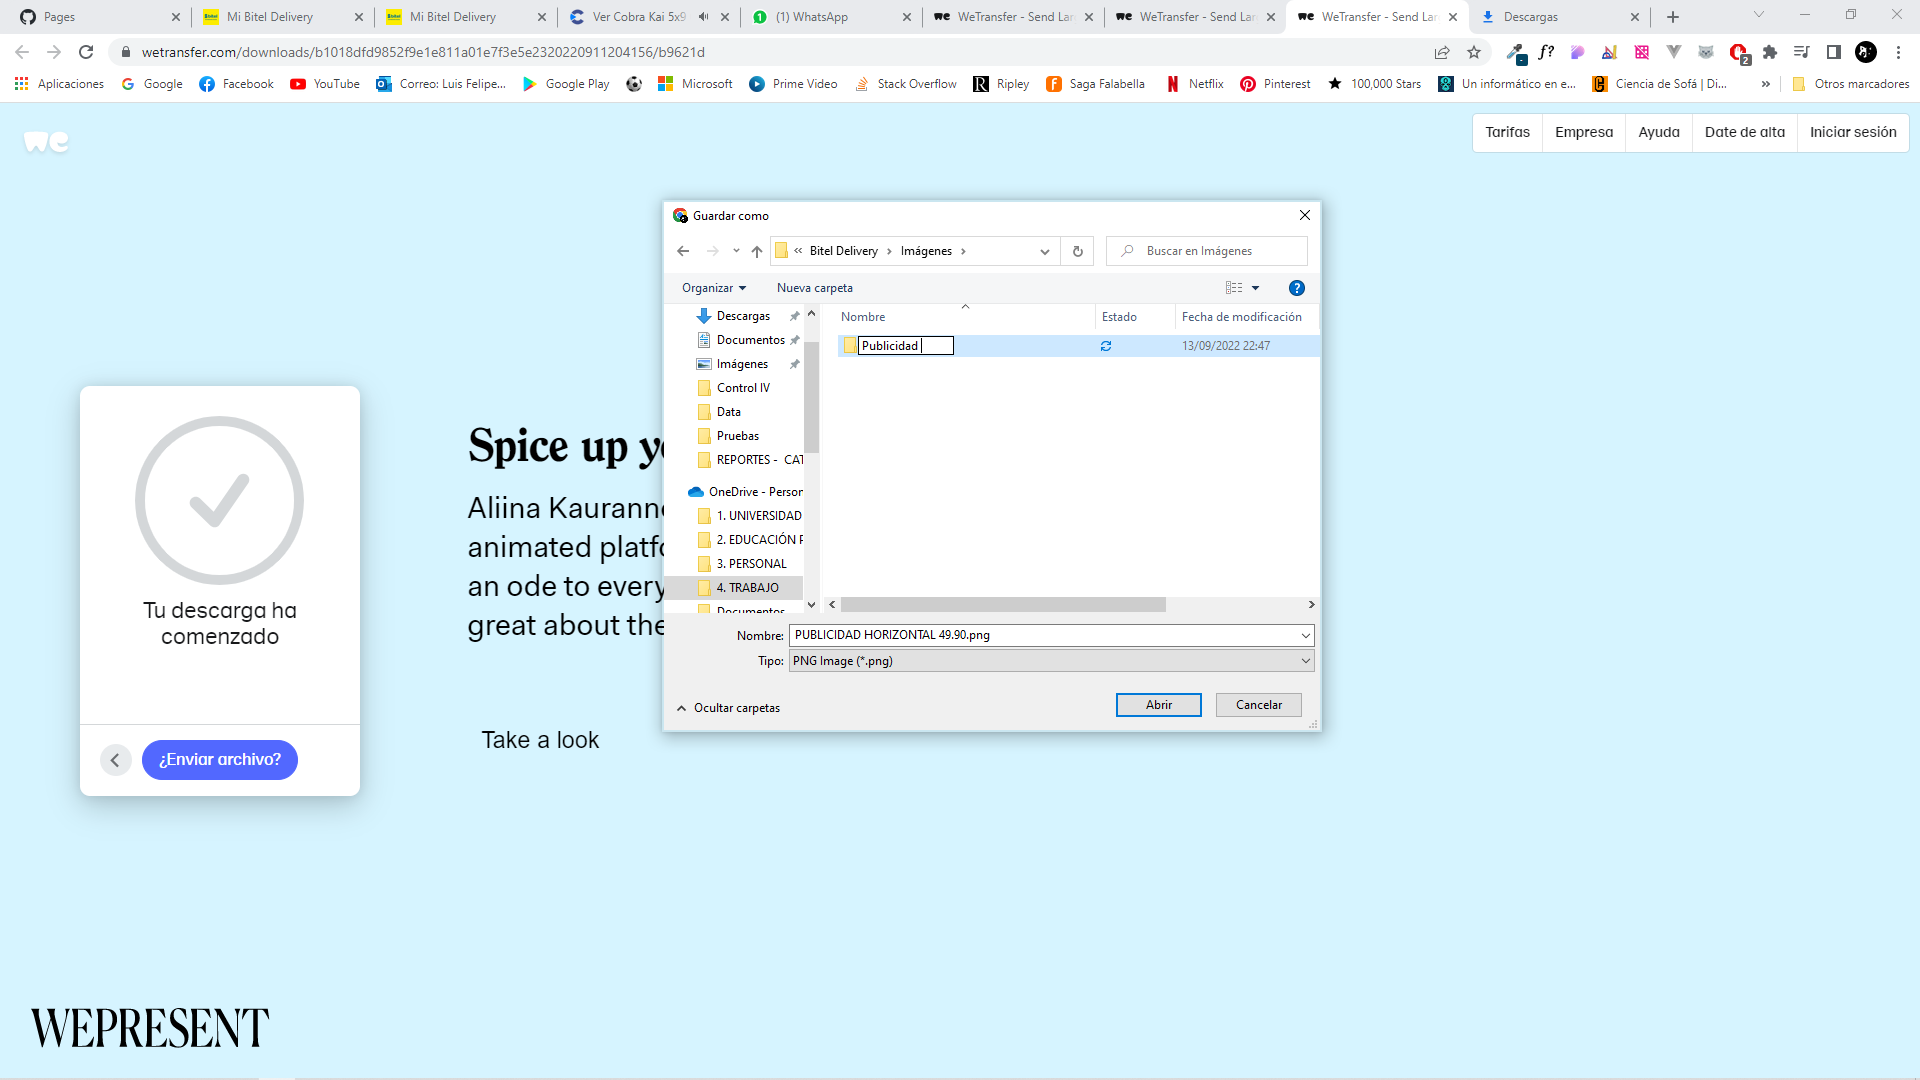 Pages
Mi Bitel Delivery
Mi Bitel Delivery
Ver Cobra Kai 5x9
(1) WhatsApp
WeTransfer - Send Lar
WeTransfer - Send Lar
WeTransfer - Send Lar
Descargas
wetransfer.com/downloads/b1018dfd9852f9e1e811a01e7f3e5e2320220911204156/b9621d
Aplicaciones
Google
Facebook
YouTube
Correo: Luis Felipe...
Google Play
Microsoft
Prime Video
Stack Overflow
Ripley
Saga Falabella
Netflix
Pinterest
100,000 Stars
Un informático en e...
Ciencia de Sofá | Di...
Otros marcadores
we
Tarifas
Empresa
Ayuda
Date de alta
Iniciar sesión
Guardar como
« Bitel Delivery › Imágenes ›
Buscar en Imágenes
Organizar
Nueva carpeta
Descargas
Documentos
Imágenes
Control IV
Data
Pruebas
REPORTES - CAT
OneDrive - Person
1. UNIVERSIDAD
2. EDUCACIÓN P
3. PERSONAL
4. TRABAJO
Documentos
Nombre
Estado
Fecha de modificación
Publicidad
13/09/2022 22:47
Nombre: PUBLICIDAD HORIZONTAL 49.90.png
Tipo: PNG Image (*.png)
Ocultar carpetas
Abrir
Cancelar
Tu descarga ha
comenzado
¿Enviar archivo?
Spice up yo
Aliina Kauranne
animated platfo
an ode to every
great about the
Take a look
WEPRESENT